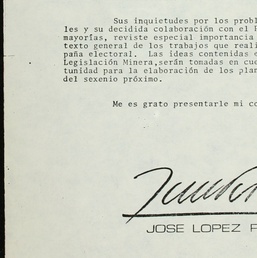 Sus inquietudes por los probl
les y su decidida colaboración con el P
mayorías, reviste especial importancia
texto general de los trabajos que reali
paña electoral. Las ideas contenidas e
Legislación Minera,serán tomadas en cue
tunidad para la elaboración de los plan
del sexenio próximo.
Me es grato presentarle mi co
JOSE LOPEZ P